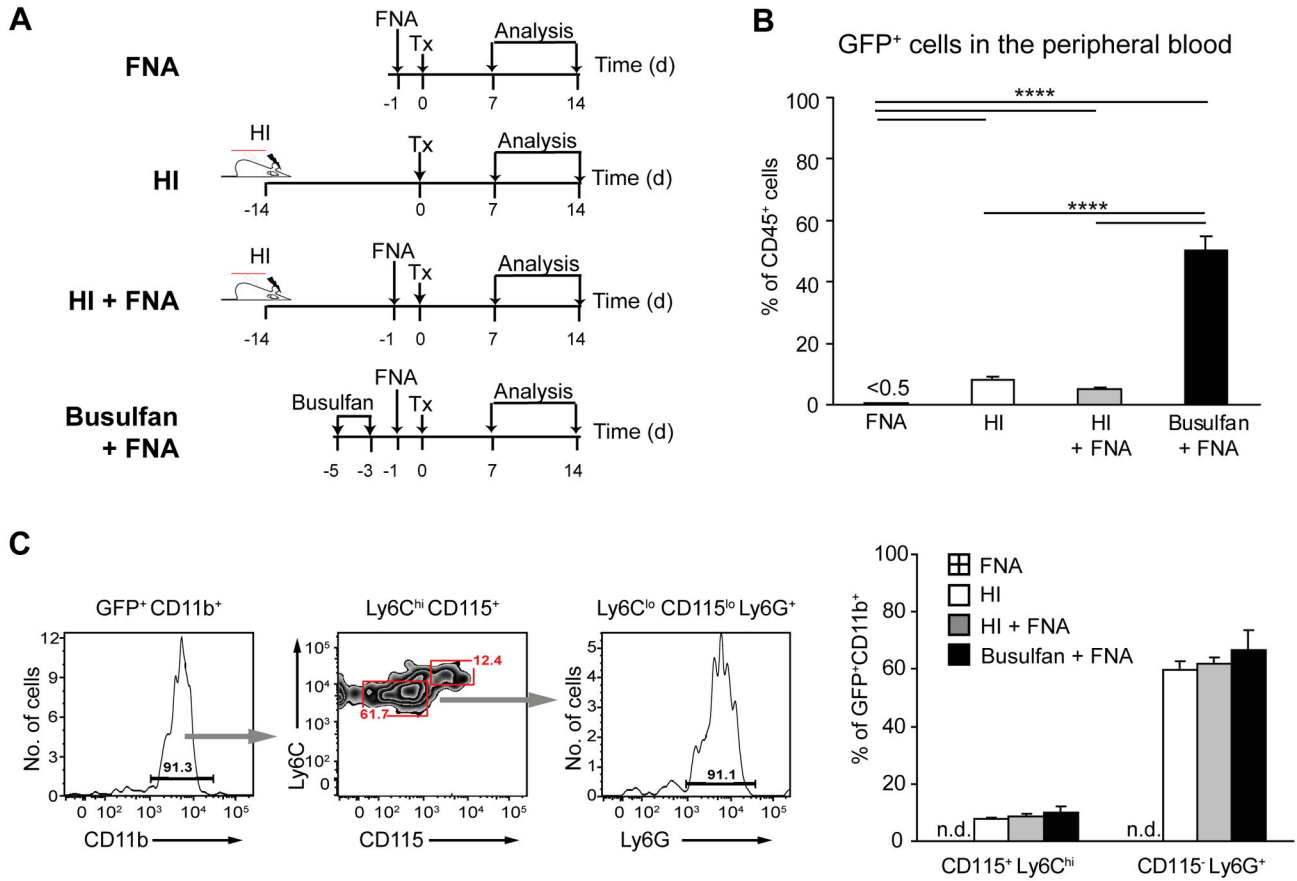 A
FNA
FNA
Tx
Analysis
Time (d)
-1 0 7 14
HI
HI
Tx
Analysis
Time (d)
-14 0 7 14
HI + FNA
HI
FNA
Tx
Analysis
Time (d)
-14 -1 0 7 14
Busulfan
+ FNA
Busulfan
FNA
Tx
Analysis
Time (d)
-5 -3 -1 0 7 14
B
GFP⁺ cells in the peripheral blood
% of CD45⁺ cells
100
80
60
40
20
0
****
****
<0.5
FNA
HI
HI
+ FNA
Busulfan
+ FNA
C
GFP⁺ CD11b⁺
No. of cells
12
9
6
3
0
91.3
0 10² 10³ 10⁴ 10⁵
CD11b
Ly6Cʰⁱ CD115⁺
Ly6C
10⁵
10⁴
10³
10²
0
12.4
61.7
0 10² 10³ 10⁴ 10⁵
CD115
Ly6Cˡᵒ CD115ˡᵒ Ly6G⁺
No. of cells
5
4
3
2
1
0
91.1
0 10² 10³ 10⁴ 10⁵
Ly6G
% of GFP⁺CD11b⁺
100
80
60
40
20
0
FNA
HI
HI + FNA
Busulfan + FNA
n.d.
n.d.
CD115⁺ Ly6Cʰⁱ
CD115⁻ Ly6G⁺